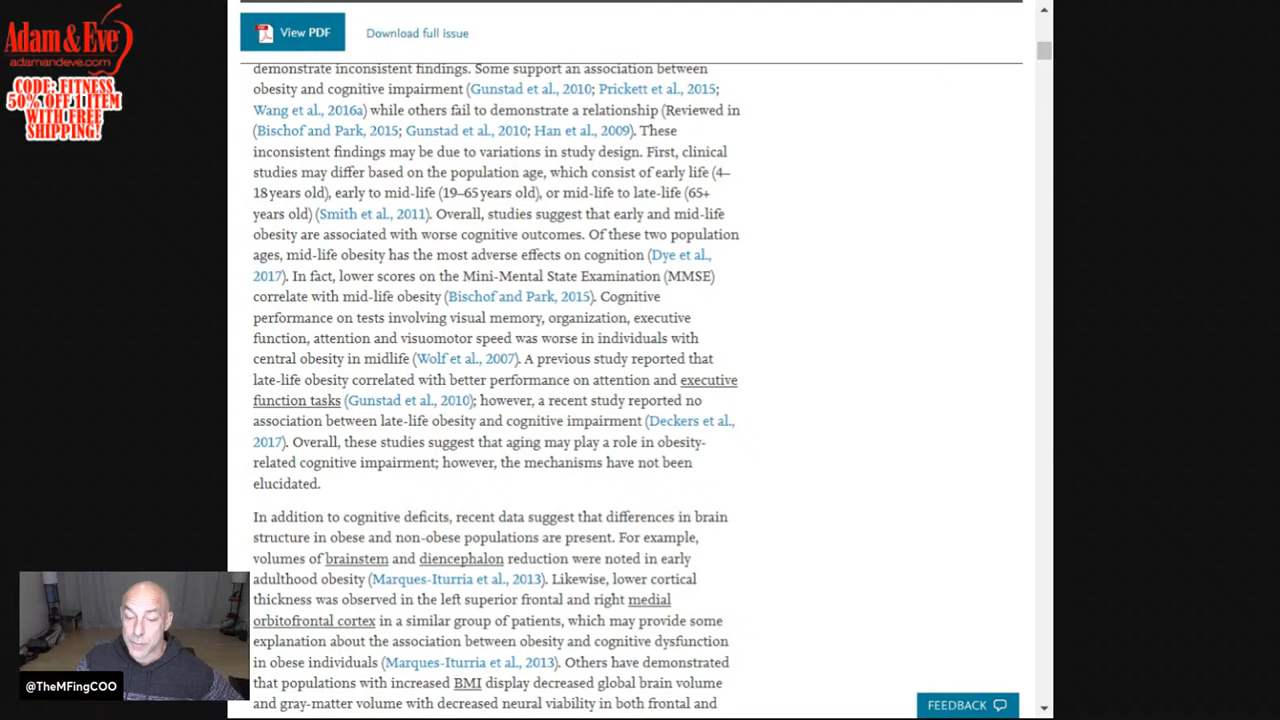 Adam & Eve
adamandeve.com
CODE: FITNESS
50% OFF 1 ITEM
WITH FREE
SHIPPING!
View PDF
Download full issue
demonstrate inconsistent findings. Some support an association between
obesity and cognitive impairment (Gunstad et al., 2010; Prickett et al., 2015;
Wang et al., 2016a) while others fail to demonstrate a relationship (Reviewed in
(Bischof and Park, 2015; Gunstad et al., 2010; Han et al., 2009). These
inconsistent findings may be due to variations in study design. First, clinical
studies may differ based on the population age, which consist of early life (4–
18 years old), early to mid-life (19–65 years old), or mid-life to late-life (65+
years old) (Smith et al., 2011). Overall, studies suggest that early and mid-life
obesity are associated with worse cognitive outcomes. Of these two population
ages, mid-life obesity has the most adverse effects on cognition (Dye et al.,
2017). In fact, lower scores on the Mini-Mental State Examination (MMSE)
correlate with mid-life obesity (Bischof and Park, 2015). Cognitive
performance on tests involving visual memory, organization, executive
function, attention and visuomotor speed was worse in individuals with
central obesity in midlife (Wolf et al., 2007). A previous study reported that
late-life obesity correlated with better performance on attention and executive
function tasks (Gunstad et al., 2010); however, a recent study reported no
association between late-life obesity and cognitive impairment (Deckers et al.,
2017). Overall, these studies suggest that aging may play a role in obesity-
related cognitive impairment; however, the mechanisms have not been
elucidated.
In addition to cognitive deficits, recent data suggest that differences in brain
structure in obese and non-obese populations are present. For example,
volumes of brainstem and diencephalon reduction were noted in early
adulthood obesity (Marques-Iturria et al., 2013). Likewise, lower cortical
thickness was observed in the left superior frontal and right medial
orbitofrontal cortex in a similar group of patients, which may provide some
explanation about the association between obesity and cognitive dysfunction
in obese individuals (Marques-Iturria et al., 2013). Others have demonstrated
that populations with increased BMI display decreased global brain volume
and gray-matter volume with decreased neural viability in both frontal and
@TheMFingCOO
FEEDBACK